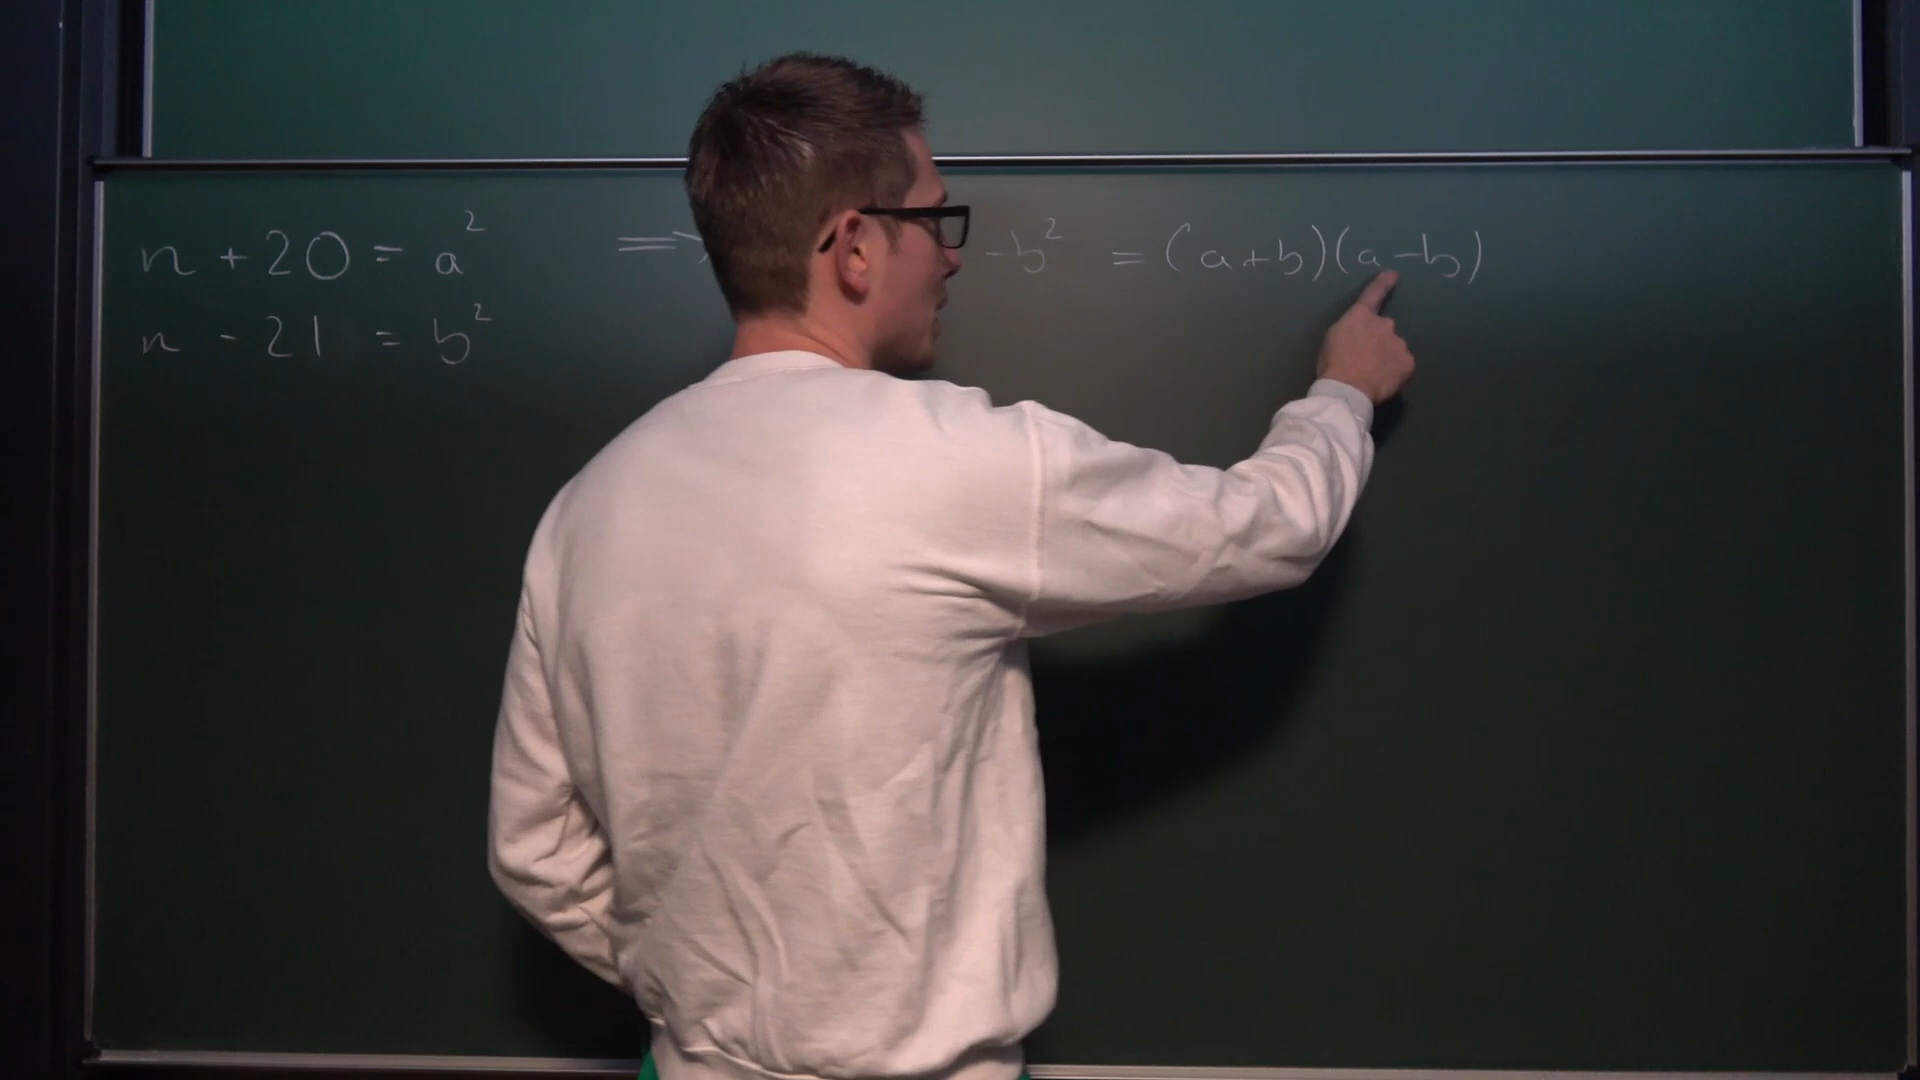 n + 20 = a² => -b² = (a+b)(a-b)
n - 21 = b²